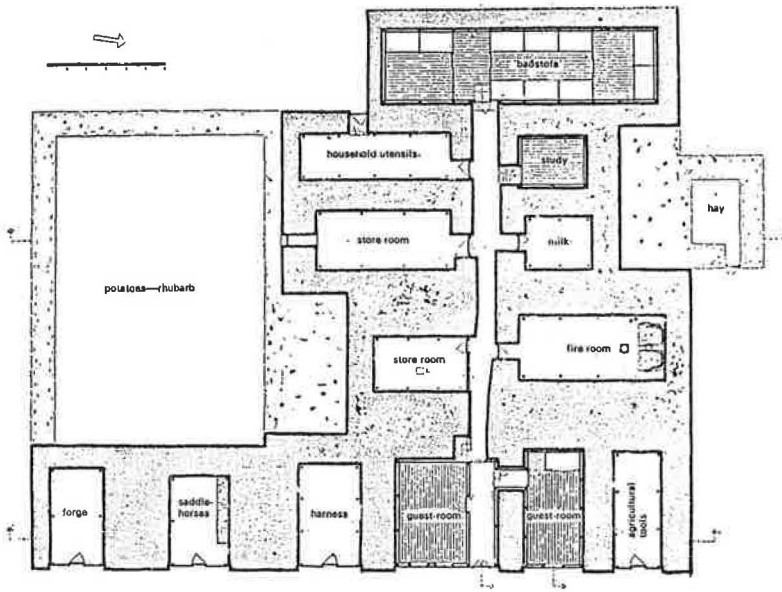 'badstofa'
household utensils
study
hay
store room
milk
potatoes—rhubarb
store room
fire room
forge
saddle-
horses
harness
guest-room
guest-room
agricultural
tools